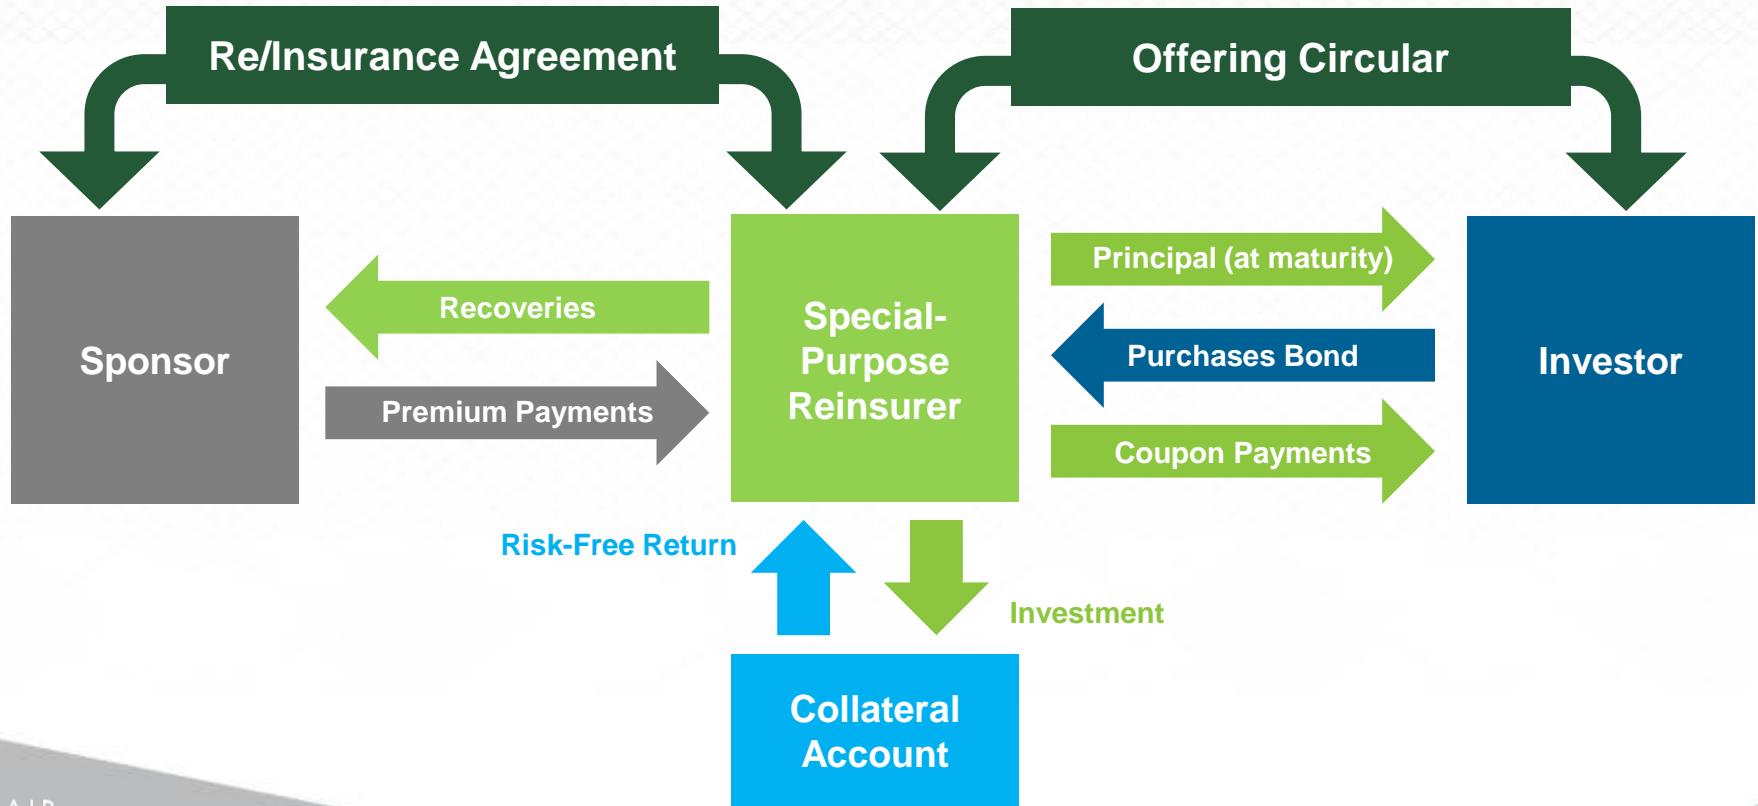 Re/Insurance Agreement
Offering Circular
Sponsor
Recoveries
Premium Payments
Special-
Purpose
Reinsurer
Principal (at maturity)
Purchases Bond
Coupon Payments
Investor
Risk-Free Return
Investment
Collateral
Account